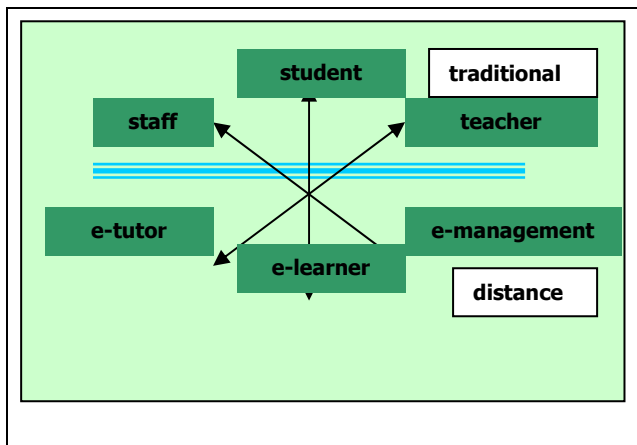 student
traditional
staff
teacher
e-tutor
e-management
e-learner
distance